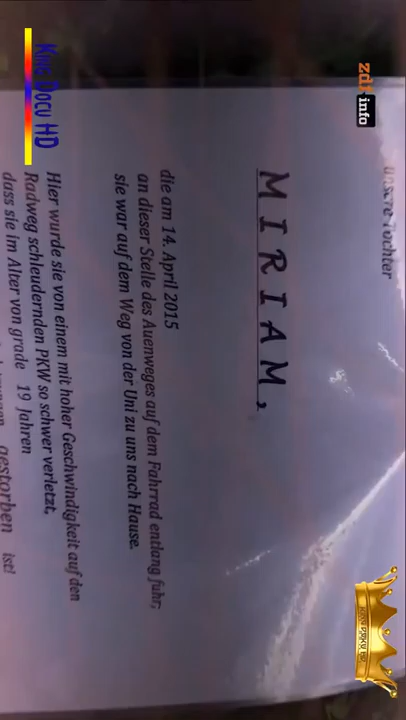 zdf info
unsere Tochter
MIRIAM,
die am 14. April 2015
an dieser Stelle des Auenweges auf dem Fahrrad entlang fuhr;
sie war auf dem Weg von der Uni zu uns nach Hause.
Hier wurde sie von einem mit hoher Geschwindigkeit auf den
Radweg schleudernden PKW so schwer verletzt,
dass sie im Alter von grade 19 Jahren
gestorben ist!
KING DOCU HD